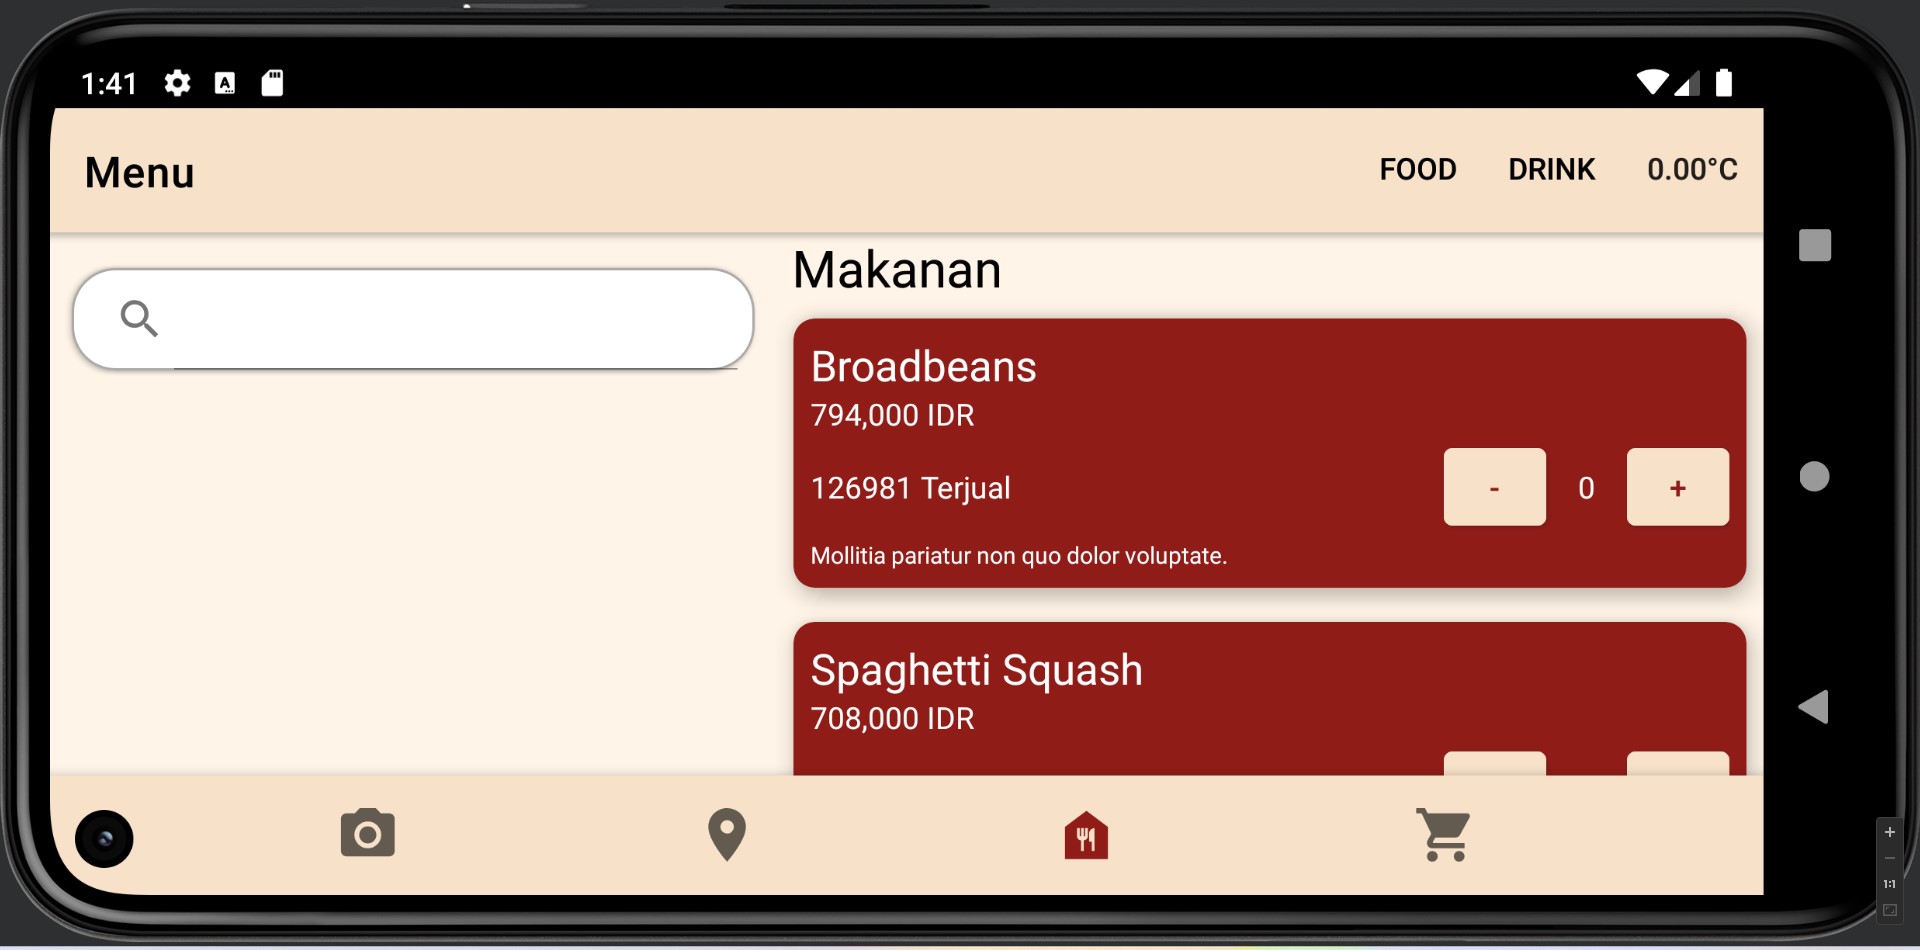 1:41
Menu
FOOD DRINK 0.00°C
Makanan
Broadbeans
794,000 IDR
126981 Terjual
- 0 +
Mollitia pariatur non quo dolor voluptate.
Spaghetti Squash
708,000 IDR
+
−
1:1